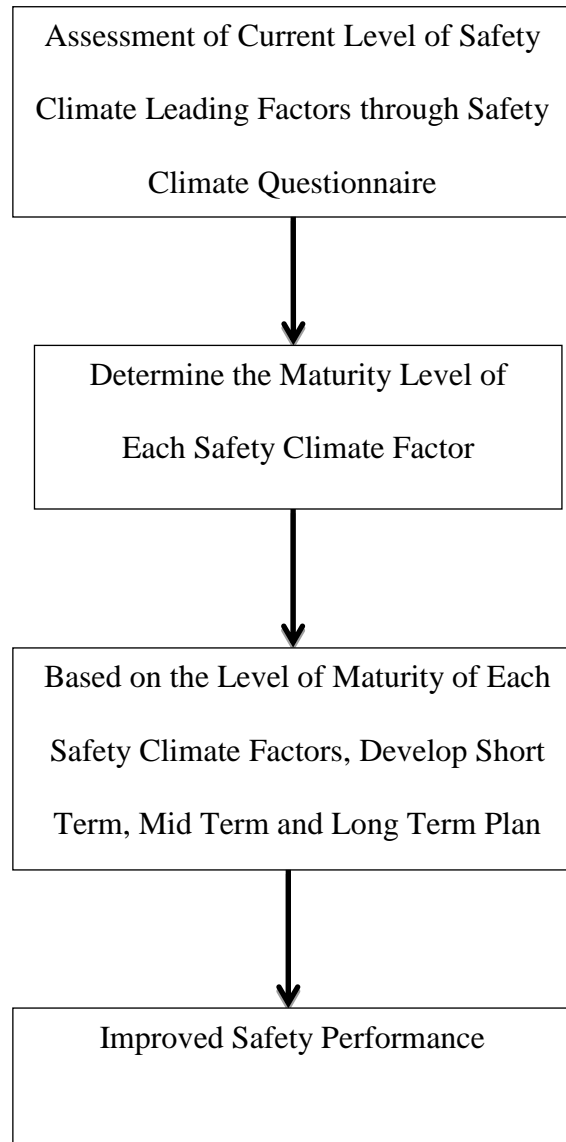 Assessment of Current Level of Safety
Climate Leading Factors through Safety
Climate Questionnaire
Determine the Maturity Level of
Each Safety Climate Factor
Based on the Level of Maturity of Each
Safety Climate Factors, Develop Short
Term, Mid Term and Long Term Plan
Improved Safety Performance